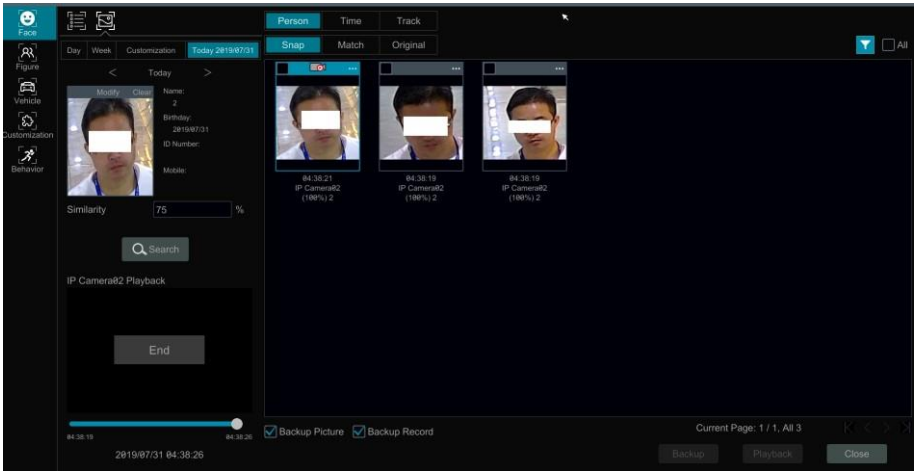 Face
Figure
Vehicle
Customization
Behavior
Day Week Customization Today 2019/07/31
< Today >
Modify Clear
Name:
2
Birthday:
2019/07/31
ID Number:
Mobile:
Similarity 75 %
Search
IP Camera02 Playback
End
04:38:19 04:38:26
2019/07/31 04:38:26
Person Time Track
Snap Match Original
All
04:38:21
IP Camera02
(100%) 2
04:38:19
IP Camera02
(100%) 2
04:38:19
IP Camera02
(100%) 2
Backup Picture Backup Record
Current Page: 1 / 1, All 3
Backup Playback Close